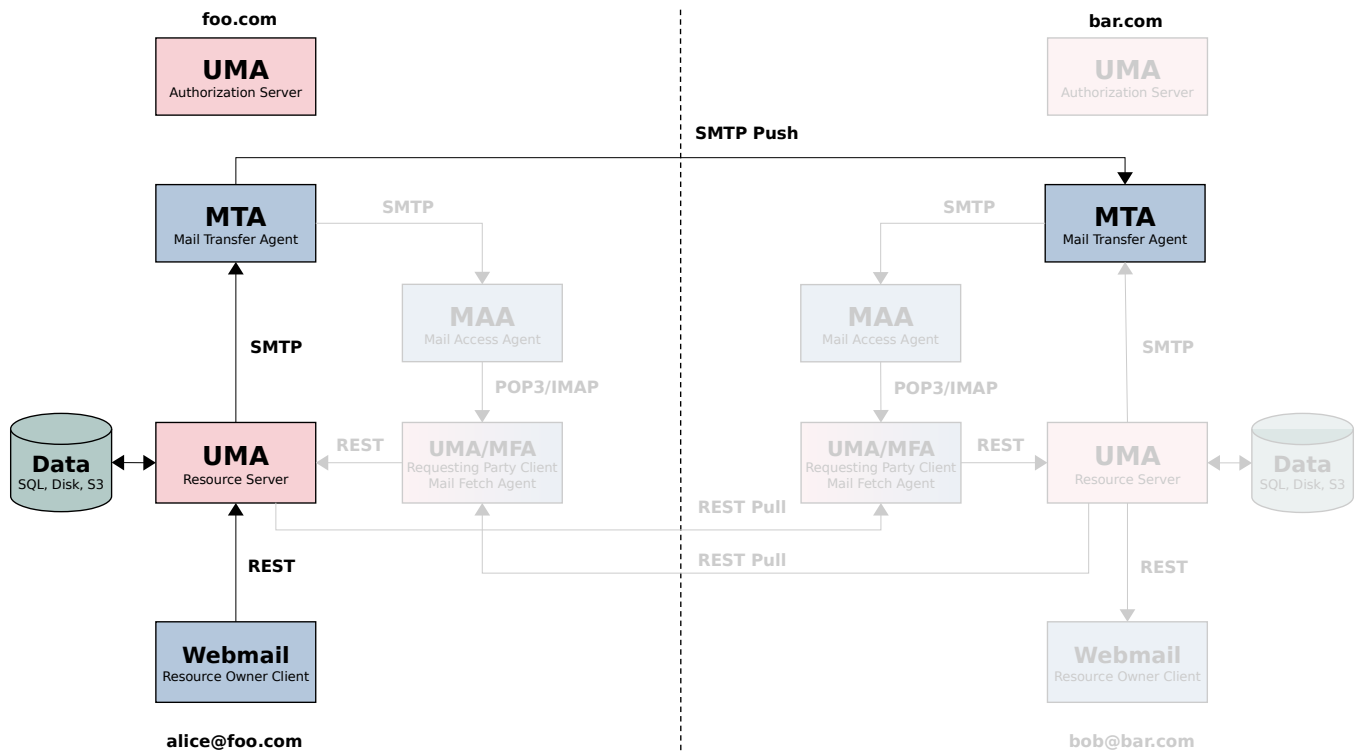 foo.com
bar.com
UMA
Authorization Server
UMA
Authorization Server
SMTP Push
MTA
Mail Transfer Agent
SMTP
SMTP
MTA
Mail Transfer Agent
MAA
Mail Access Agent
MAA
Mail Access Agent
SMTP
SMTP
POP3/IMAP
POP3/IMAP
Data
SQL, Disk, S3
UMA
Resource Server
REST
UMA/MFA
Requesting Party Client
Mail Fetch Agent
UMA/MFA
Requesting Party Client
Mail Fetch Agent
REST
UMA
Resource Server
Data
SQL, Disk, S3
REST Pull
REST Pull
REST
REST
Webmail
Resource Owner Client
Webmail
Resource Owner Client
alice@foo.com
bob@bar.com